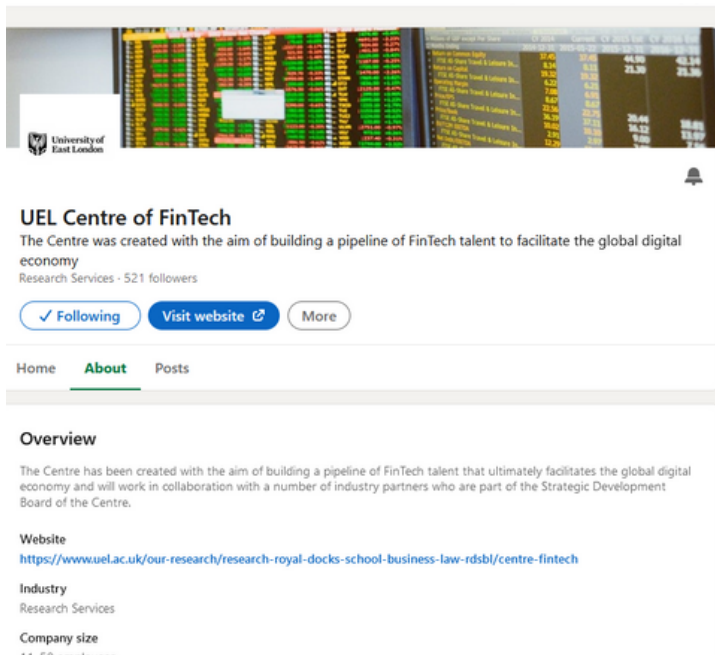 University of
East London
UEL Centre of FinTech
The Centre was created with the aim of building a pipeline of FinTech talent to facilitate the global digital
economy
Research Services · 521 followers
✓ Following
Visit website
More
Home About Posts
Overview
The Centre has been created with the aim of building a pipeline of FinTech talent that ultimately facilitates the global digital
economy and will work in collaboration with a number of industry partners who are part of the Strategic Development
Board of the Centre.
Website
https://www.uel.ac.uk/our-research/research-royal-docks-school-business-law-rdsbl/centre-fintech
Industry
Research Services
Company size